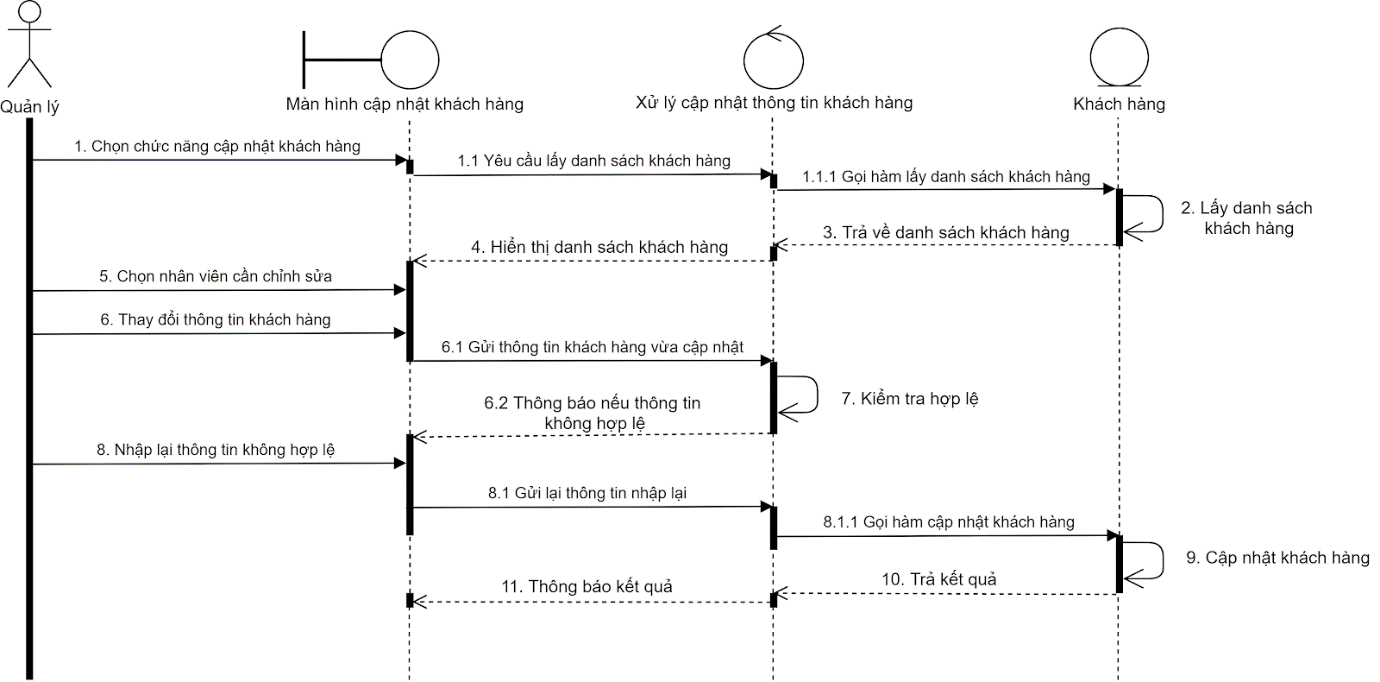 Quản lý
Màn hình cập nhật khách hàng
Xử lý cập nhật thông tin khách hàng
Khách hàng
1. Chọn chức năng cập nhật khách hàng
1.1 Yêu cầu lấy danh sách khách hàng
1.1.1 Gọi hàm lấy danh sách khách hàng
2. Lấy danh sách
khách hàng
3. Trả về danh sách khách hàng
4. Hiển thị danh sách khách hàng
5. Chọn nhân viên cần chỉnh sửa
6. Thay đổi thông tin khách hàng
6.1 Gửi thông tin khách hàng vừa cập nhật
7. Kiểm tra hợp lệ
6.2 Thông báo nếu thông tin
không hợp lệ
8. Nhập lại thông tin không hợp lệ
8.1 Gửi lại thông tin nhập lại
8.1.1 Gọi hàm cập nhật khách hàng
9. Cập nhật khách hàng
10. Trả kết quả
11. Thông báo kết quả